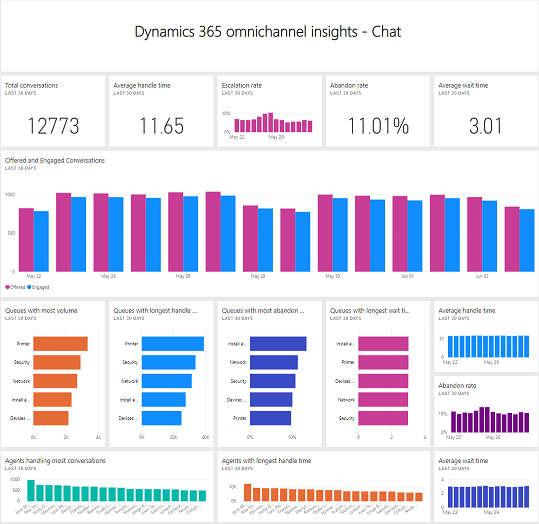 Dynamics 365 omnichannel insights - Chat
Total conversations
LAST 30 DAYS
12773
Average handle time
LAST 30 DAYS
11.65
Escalation rate
LAST 30 DAYS
10%
0%
May 22
May 29
Abandon rate
LAST 30 DAYS
11.01%
Average wait time
LAST 30 DAYS
3.01
Offered and Engaged Conversations
LAST 30 DAYS
1000
500
0
May 22
May 24
May 26
May 28
May 30
Jun 01
Jun 03
Offered
Engaged
Queues with most volume
LAST 30 DAYS
Printer
Security
Network
Install a...
Devices ...
0K
2K
4K
Queues with longest handle ...
LAST 30 DAYS
Printer
Security
Network
Install a...
Devices ...
0K
20K
Queues with most abandon ...
LAST 30 DAYS
Install a...
Network
Security
Devices ...
Printer
0%
10%
Queues with longest wait ti...
LAST 30 DAYS
Install a...
Printer
Devices ...
Network
Security
0
2
4
Average handle time
LAST 30 DAYS
10
0
May 22
May 29
Abandon rate
LAST 30 DAYS
10%
0%
May 22
May 29
Agents handling most conversations
LAST 30 DAYS
1000
500
0
Agents with longest handle time
LAST 30 DAYS
10
0
Average wait time
LAST 30 DAYS
4
2
0
May 22
May 29